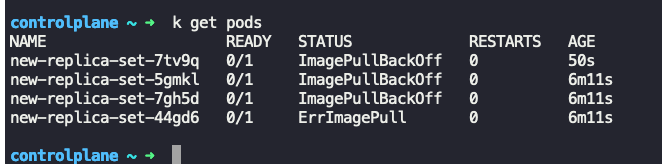 controlplane ~ ➜  k get pods
NAME                    READY   STATUS             RESTARTS   AGE
new-replica-set-7tv9q   0/1     ImagePullBackOff   0          50s
new-replica-set-5gmkl   0/1     ImagePullBackOff   0          6m11s
new-replica-set-7gh5d   0/1     ImagePullBackOff   0          6m11s
new-replica-set-44gd6   0/1     ErrImagePull       0          6m11s
controlplane ~ ➜